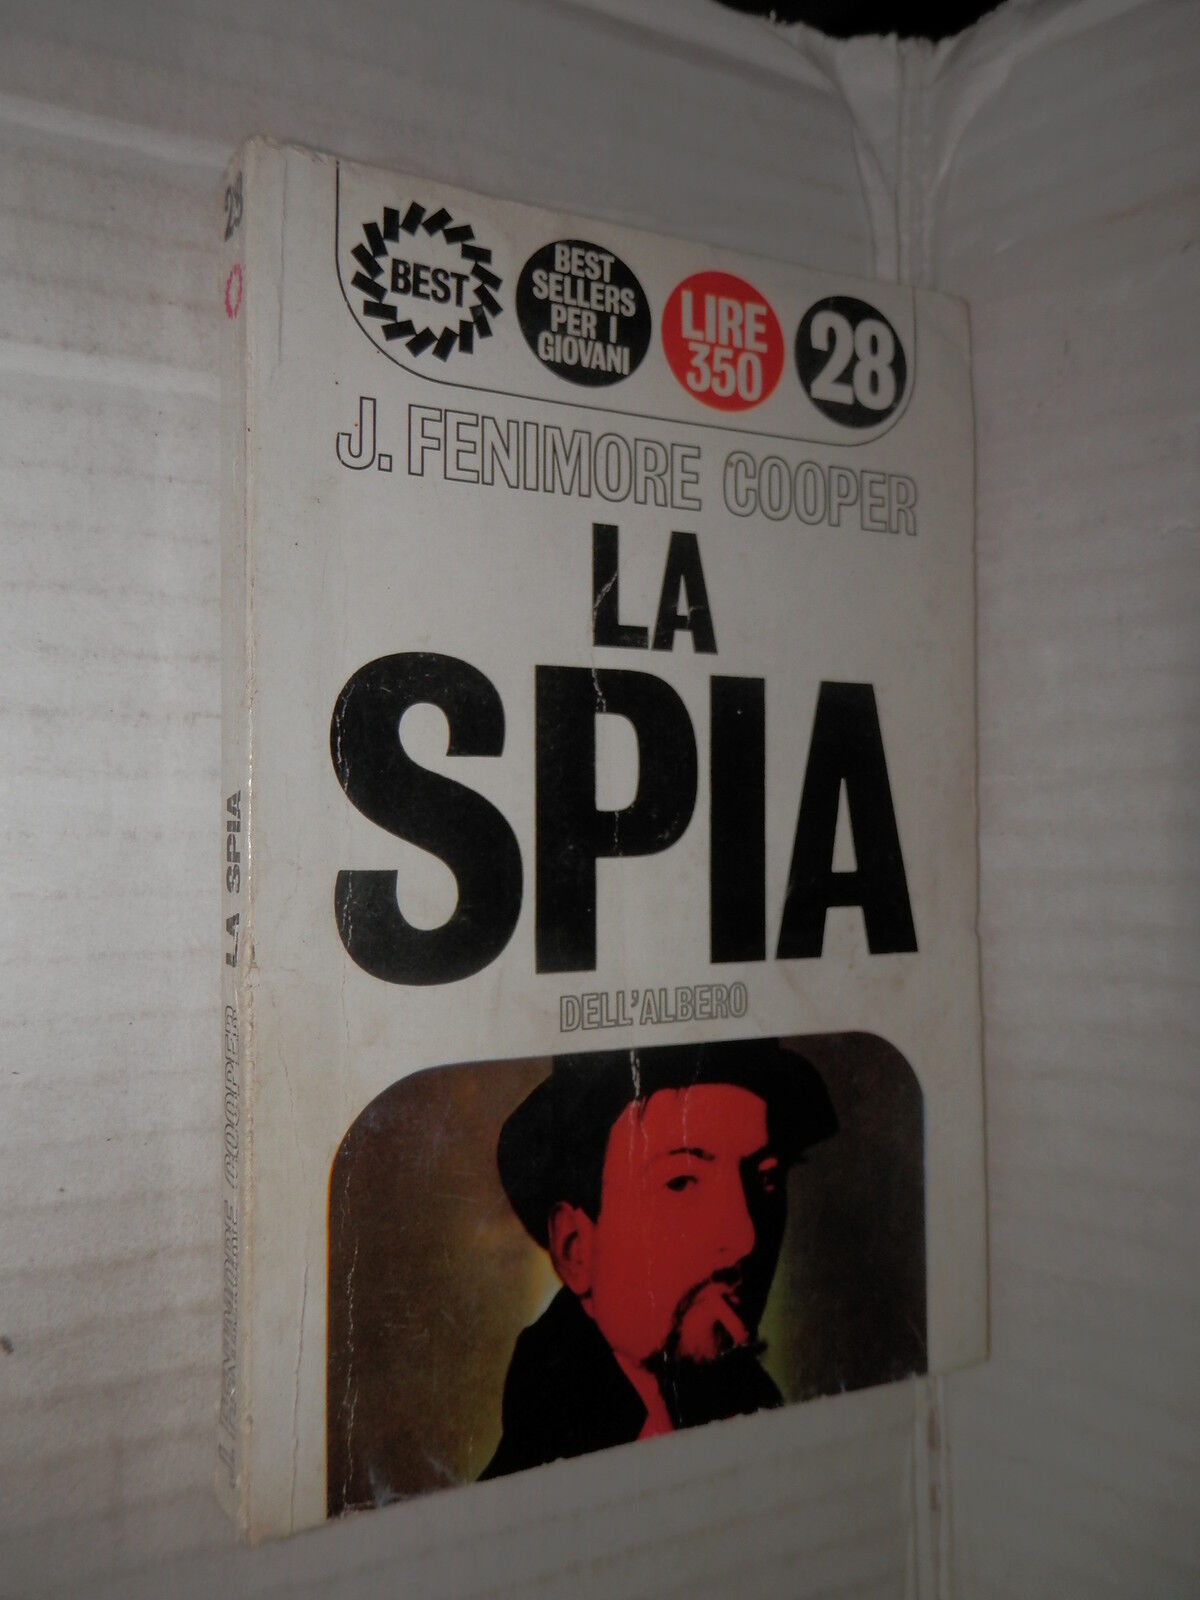 BEST
BEST
SELLERS
PER I
GIOVANI
LIRE
350
28
J. FENIMORE COOPER
LA
SPIA
DELL'ALBERO
28
J. FENIMORE COOPER LA SPIA